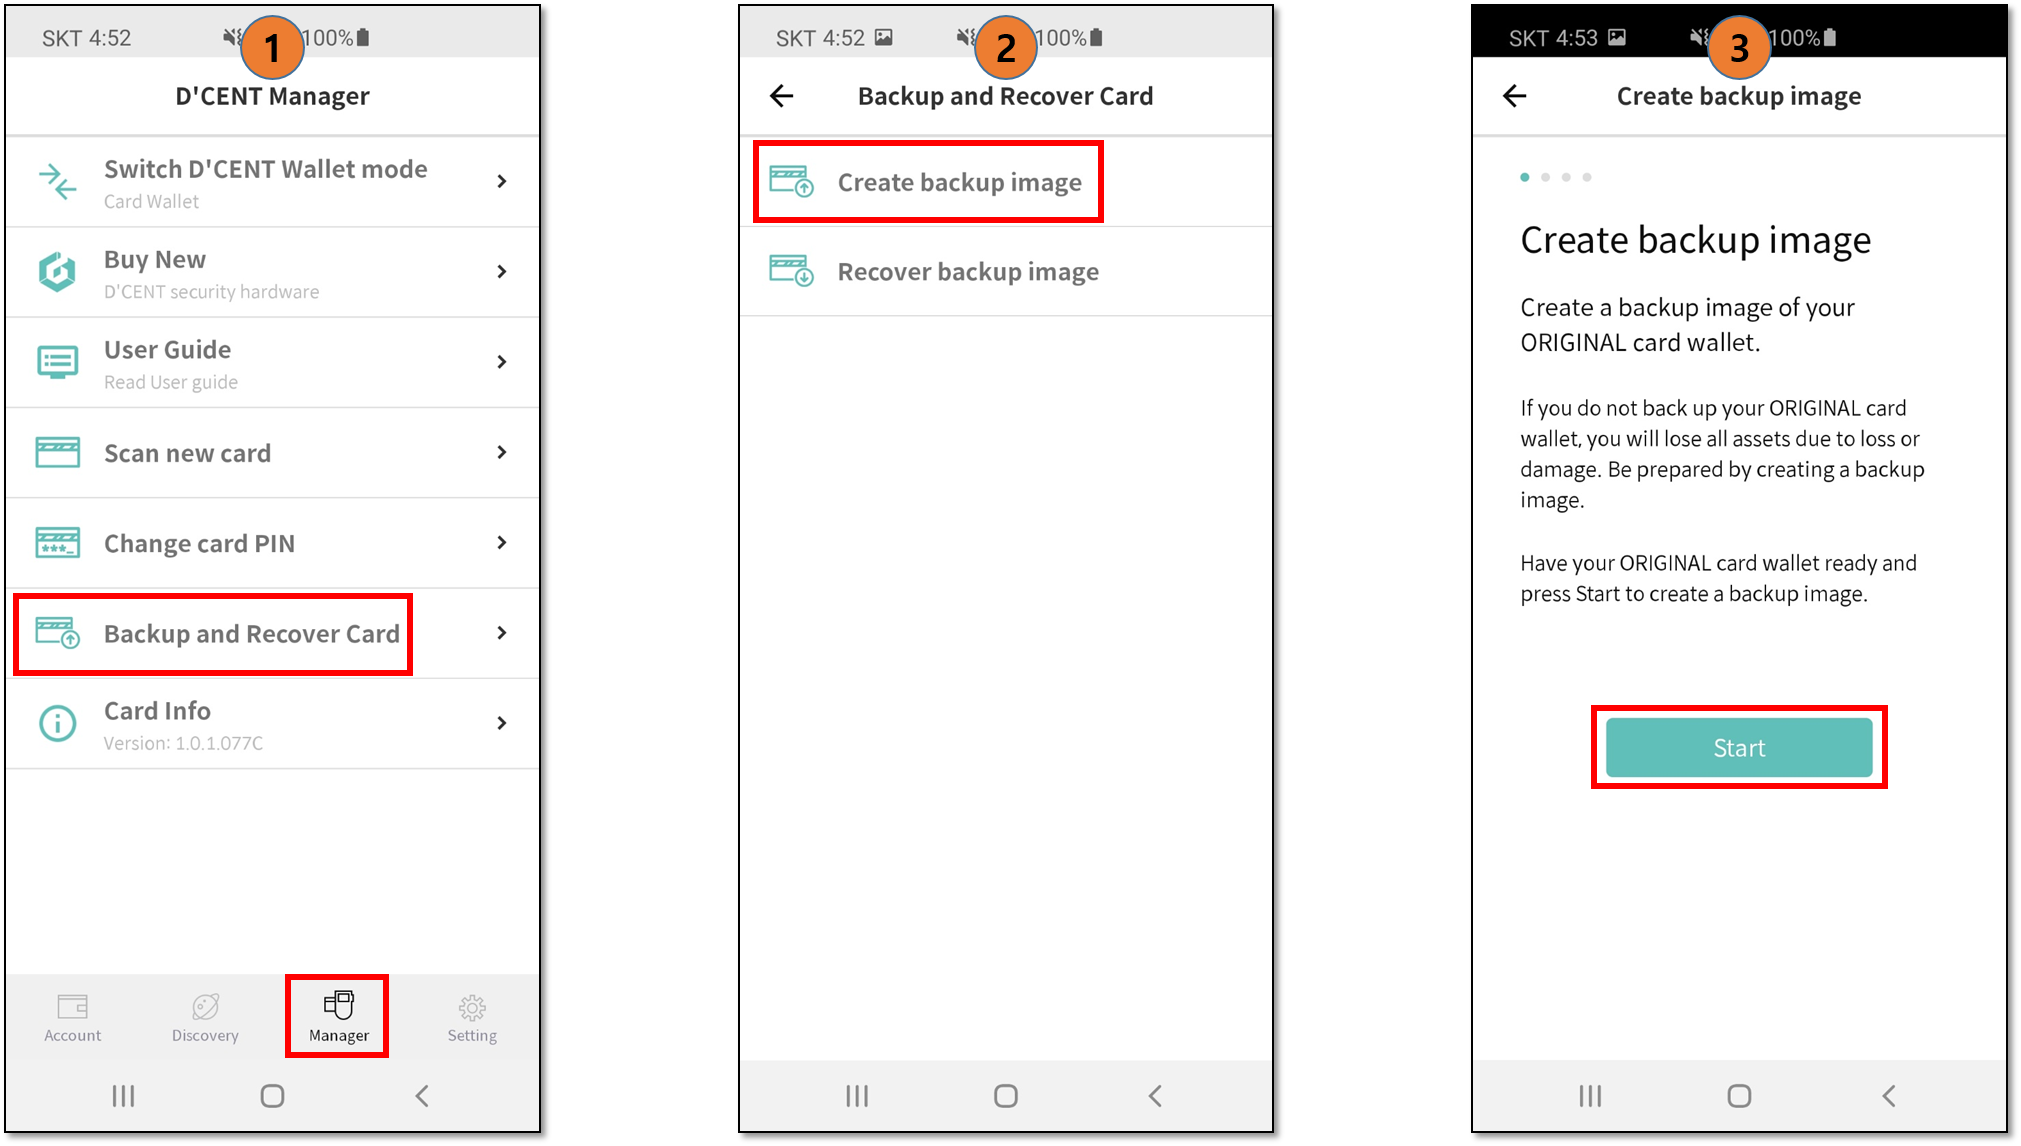 SKT 4:52
1
100%
D'CENT Manager
Switch D'CENT Wallet mode
Card Wallet
Buy New
D'CENT security hardware
User Guide
Read User guide
Scan new card
Change card PIN
Backup and Recover Card
Card Info
Version: 1.0.1.077C
Account
Discovery
Manager
Setting
SKT 4:52
2
100%
Backup and Recover Card
Create backup image
Recover backup image
SKT 4:53
3
100%
Create backup image
Create backup image
Create a backup image of your
ORIGINAL card wallet.
If you do not back up your ORIGINAL card
wallet, you will lose all assets due to loss or
damage. Be prepared by creating a backup
image.
Have your ORIGINAL card wallet ready and
press Start to create a backup image.
Start